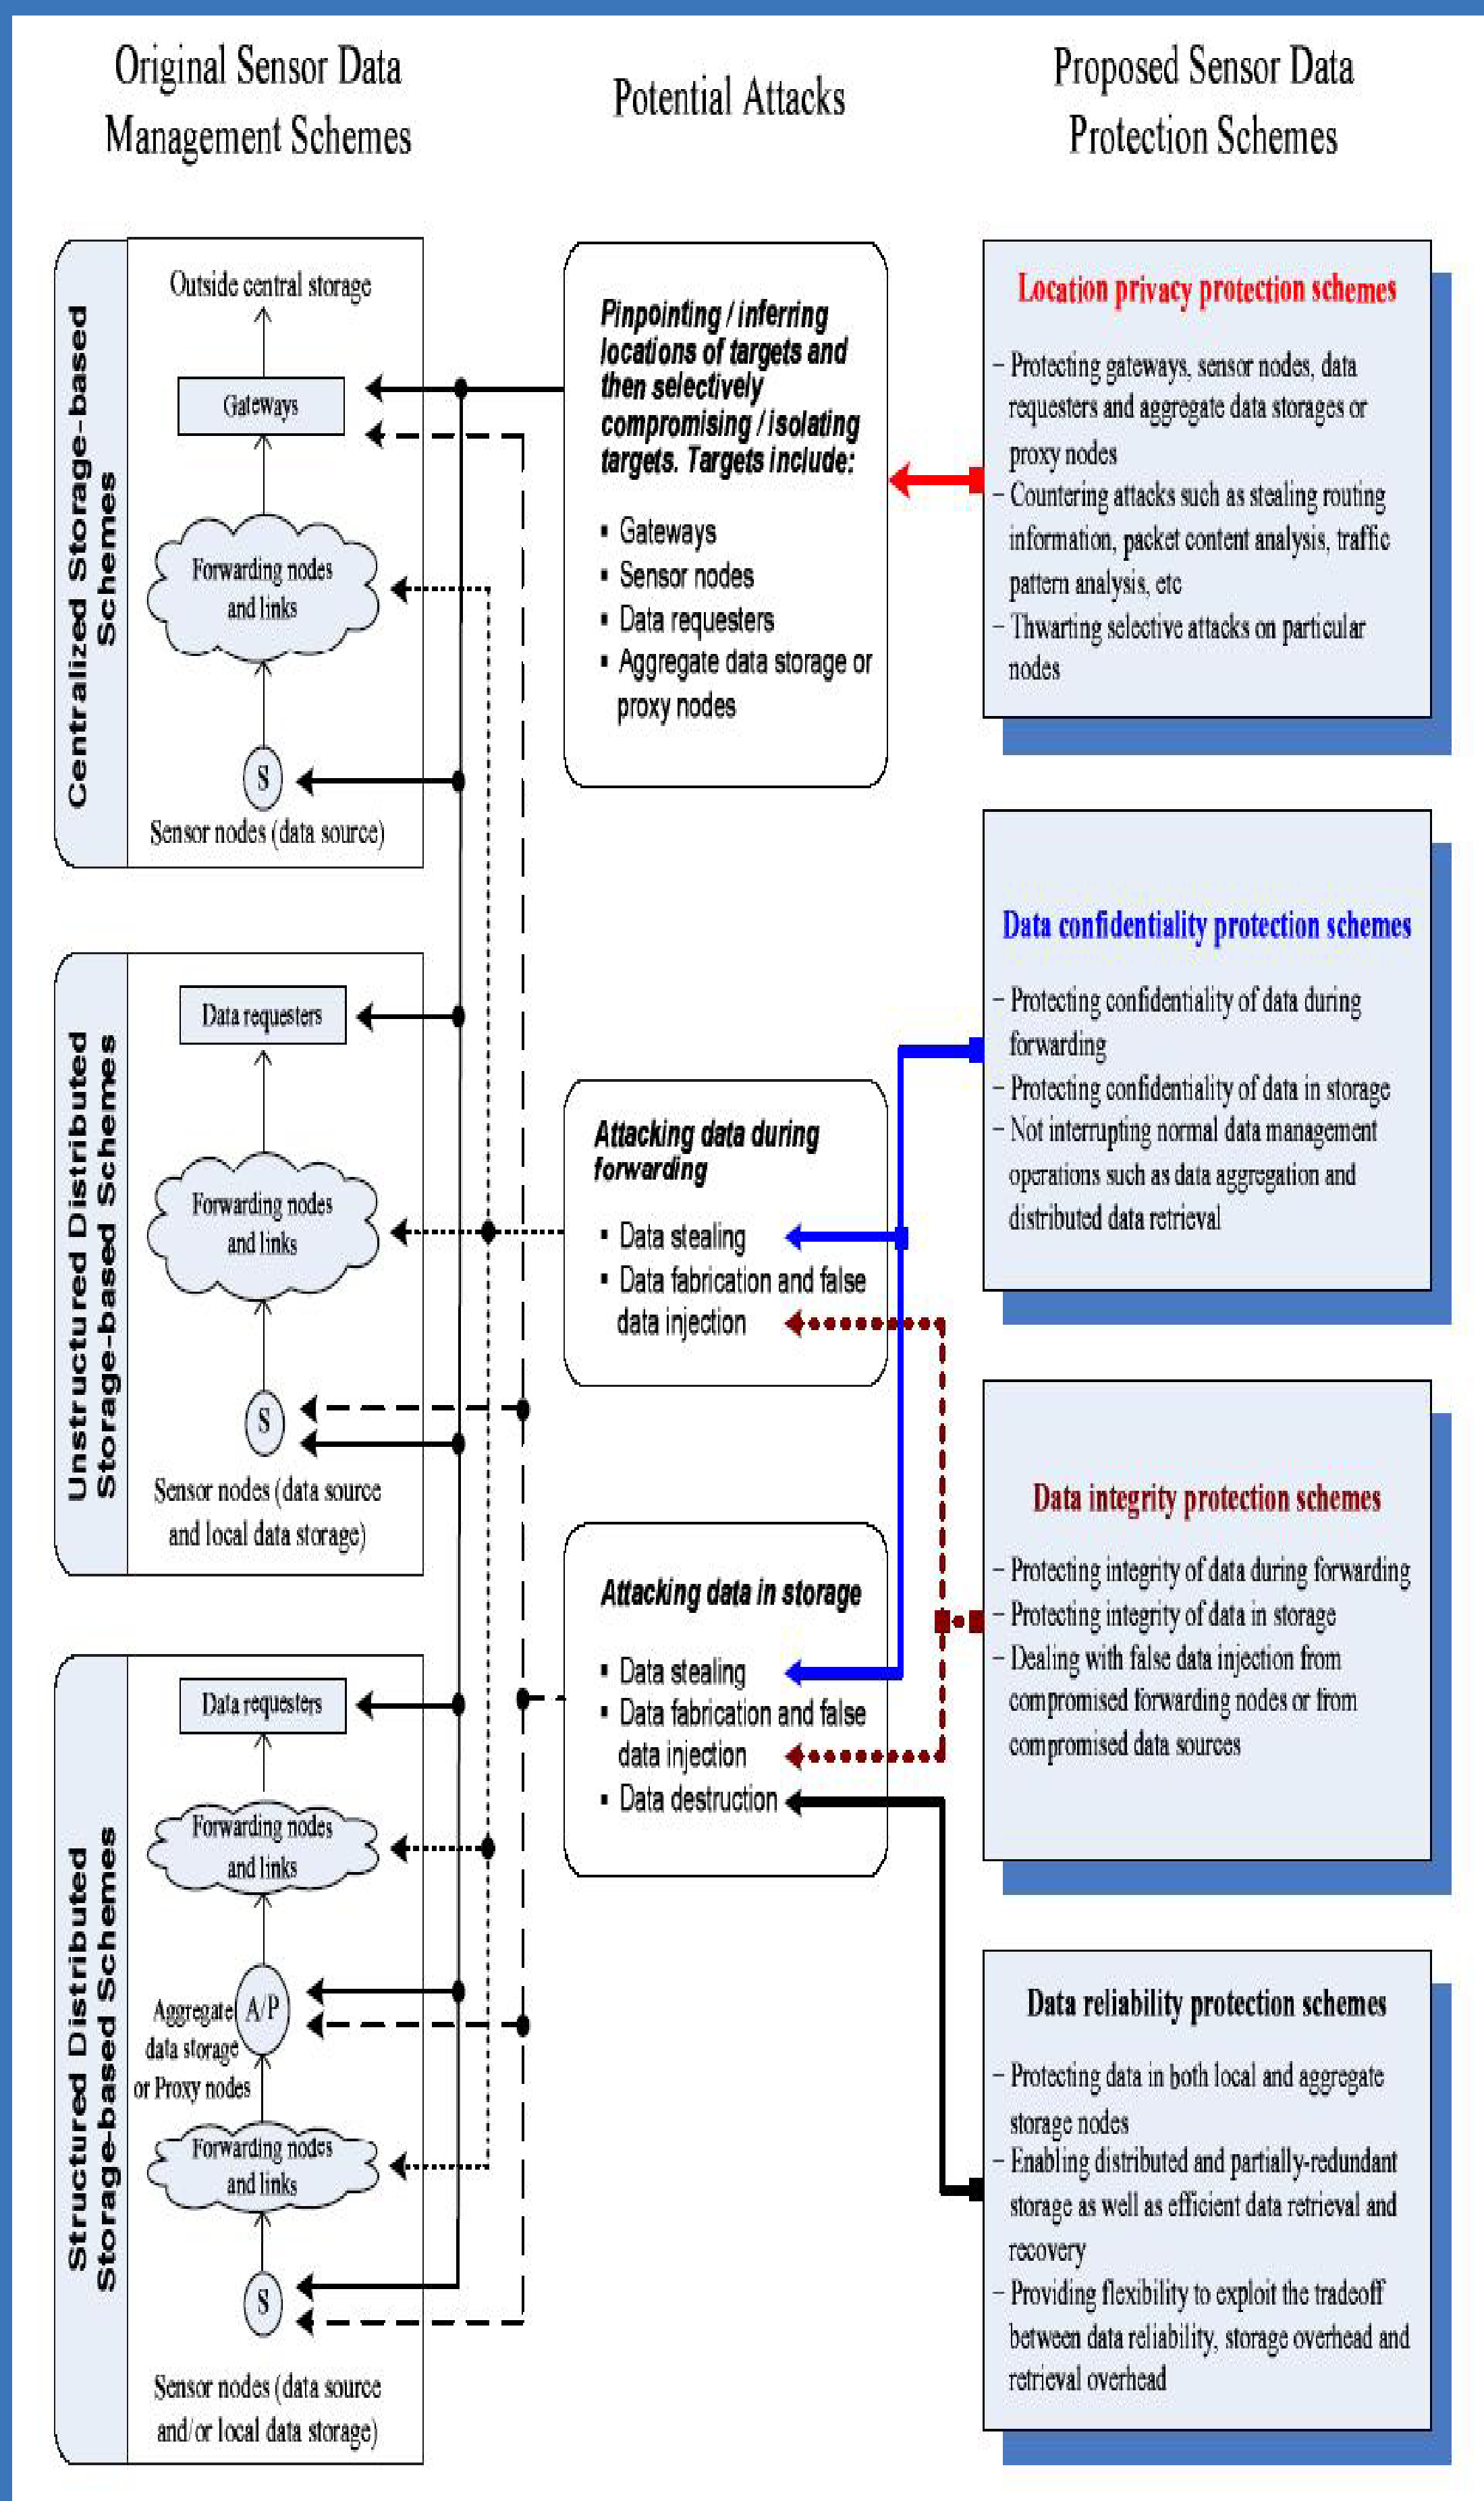 Original Sensor Data
Management Schemes
Potential Attacks
Proposed Sensor Data
Protection Schemes
Centralized Storage-based
Schemes
Outside central storage
Gateways
Forwarding nodes
and links
S
Sensor nodes (data source)
Unstructured Distributed
Storage-based Schemes
Data requesters
Forwarding nodes
and links
S
Sensor nodes (data source
and local data storage)
Structured Distributed
Storage-based Schemes
Data requesters
Forwarding nodes
and links
A/P
Aggregate
data storage
or Proxy nodes
Forwarding nodes
and links
S
Sensor nodes (data source
and/or local data storage)
Pinpointing / inferring
locations of targets and
then selectively
compromising / isolating
targets. Targets include:
▪ Gateways
▪ Sensor nodes
▪ Data requesters
▪ Aggregate data storage or
proxy nodes
Attacking data during
forwarding
▪ Data stealing
▪ Data fabrication and false
data injection
Attacking data in storage
▪ Data stealing
▪ Data fabrication and false
data injection
▪ Data destruction
Location privacy protection schemes
– Protecting gateways, sensor nodes, data
requesters and aggregate data storages or
proxy nodes
– Countering attacks such as stealing routing
information, packet content analysis, traffic
pattern analysis, etc
– Thwarting selective attacks on particular
nodes
Data confidentiality protection schemes
– Protecting confidentiality of data during
forwarding
– Protecting confidentiality of data in storage
– Not interrupting normal data management
operations such as data aggregation and
distributed data retrieval
Data integrity protection schemes
– Protecting integrity of data during forwarding
– Protecting integrity of data in storage
– Dealing with false data injection from
compromised forwarding nodes or from
compromised data sources
Data reliability protection schemes
– Protecting data in both local and aggregate
storage nodes
– Enabling distributed and partially-redundant
storage as well as efficient data retrieval and
recovery
– Providing flexibility to exploit the tradeoff
between data reliability, storage overhead and
retrieval overhead